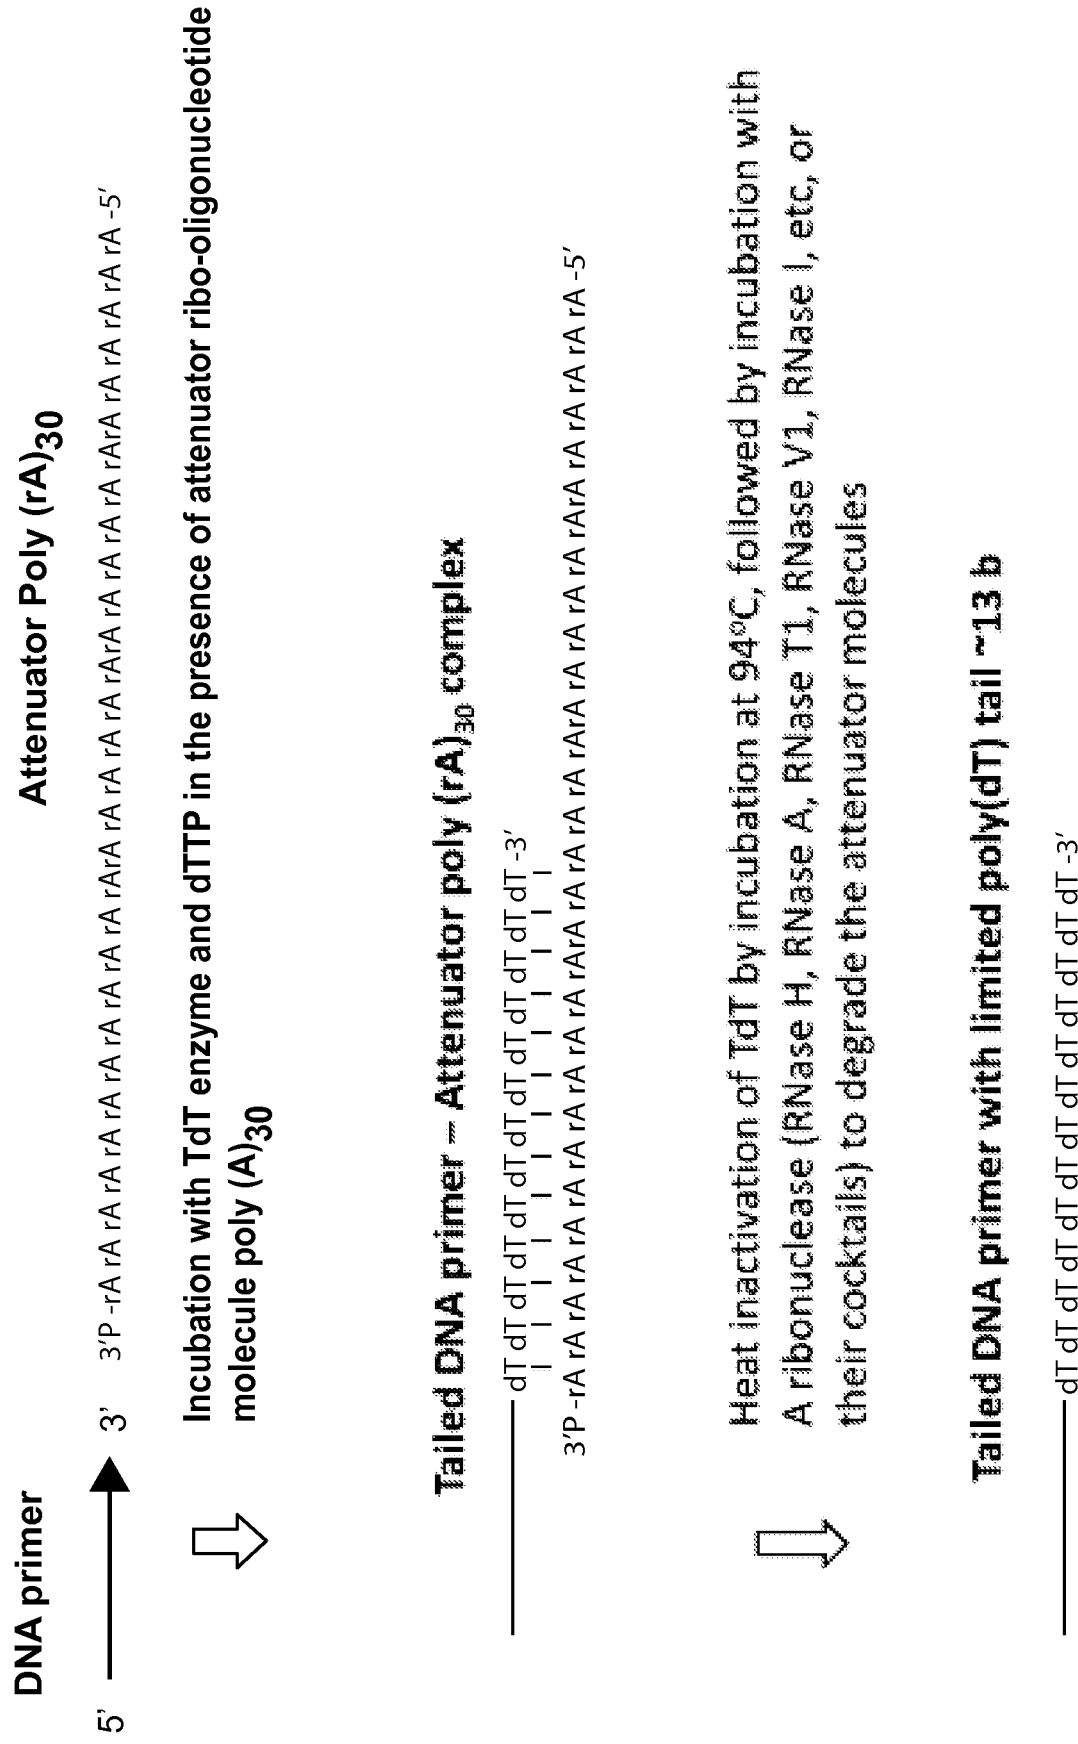 DNA primer Attenuator Poly (rA)30
5′ 3′ 3′P -rA rA rA rA rA rA rA rA rA rA rArA rA rA rA rA rArA rA rA rA rA rArA rA rA rA rA rA -5′
Incubation with TdT enzyme and dTTP in the presence of attenuator ribo-oligonucleotide
molecule poly (A)30
Tailed DNA primer – Attenuator poly (rA)30 complex
dT dT dT dT dT dT dT dT dT dT dT dT dT -3′
3′P -rA rA rA rA rA rA rA rA rA rA rArA rA rA rA rA rArA rA rA rA rA rArA rA rA rA rA rA -5′
Heat inactivation of TdT by incubation at 94ºC, followed by incubation with
A ribonuclease (RNase H, RNase A, RNase T1, RNase V1, RNase I, etc, or
their cocktails) to degrade the attenuator molecules
Tailed DNA primer with limited poly(dT) tail ~13 b
dT dT dT dT dT dT dT dT dT dT dT dT dT -3′